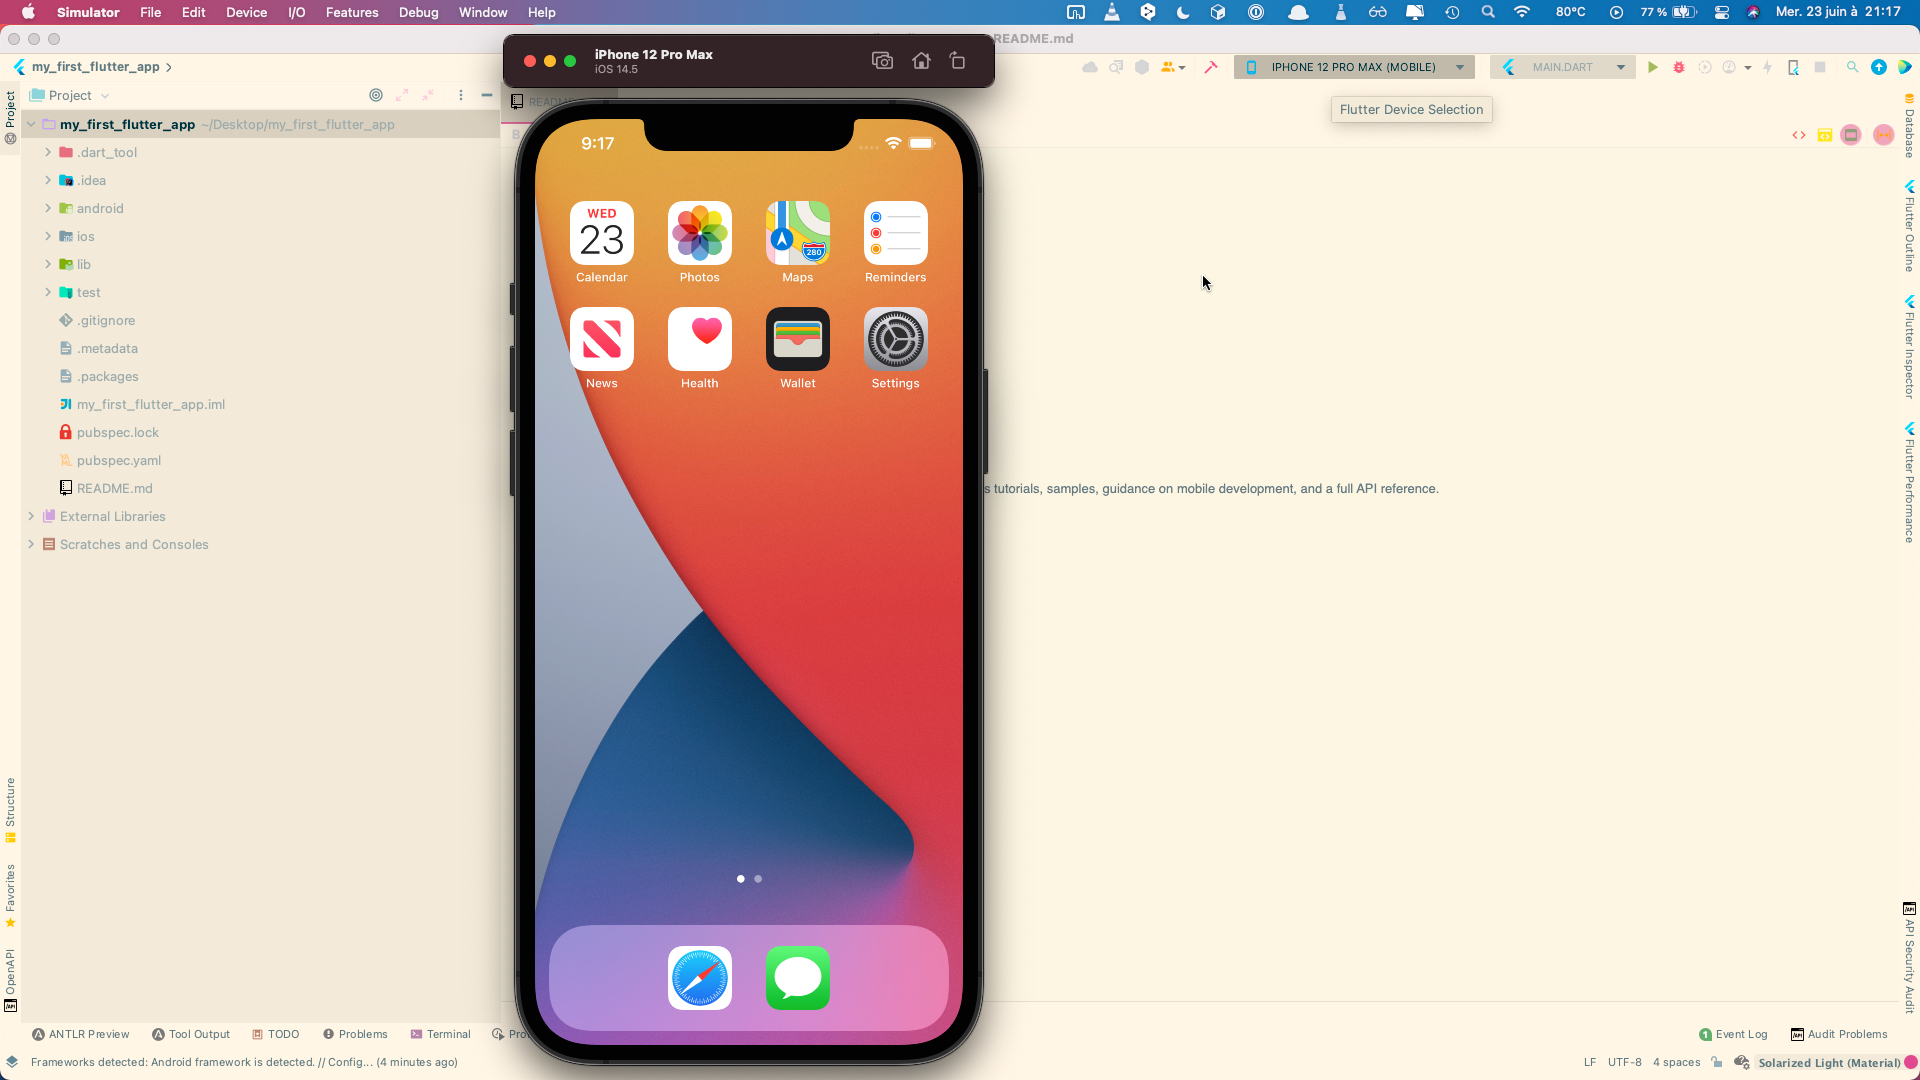 Simulator File Edit Device I/O Features Debug Window Help
80°C 77 % Mer. 23 juin à 21:17
README.md
iPhone 12 Pro Max
iOS 14.5
my_first_flutter_app
IPHONE 12 PRO MAX (MOBILE)
MAIN.DART
Project
README
Flutter Device Selection
my_first_flutter_app ~/Desktop/my_first_flutter_app
.dart_tool
.idea
android
ios
lib
test
.gitignore
.metadata
.packages
my_first_flutter_app.iml
pubspec.lock
pubspec.yaml
README.md
External Libraries
Scratches and Consoles
Project
Structure
Favorites
OpenAPI
B
9:17
WED
23
280
Calendar Photos Maps Reminders
News Health Wallet Settings
s tutorials, samples, guidance on mobile development, and a full API reference.
Database
Flutter Outline
Flutter Inspector
Flutter Performance
API Security Audit
ANTLR Preview Tool Output TODO Problems Terminal
1 Event Log Audit Problems
Frameworks detected: Android framework is detected. // Config... (4 minutes ago)
LF UTF-8 4 spaces Solarized Light (Material)